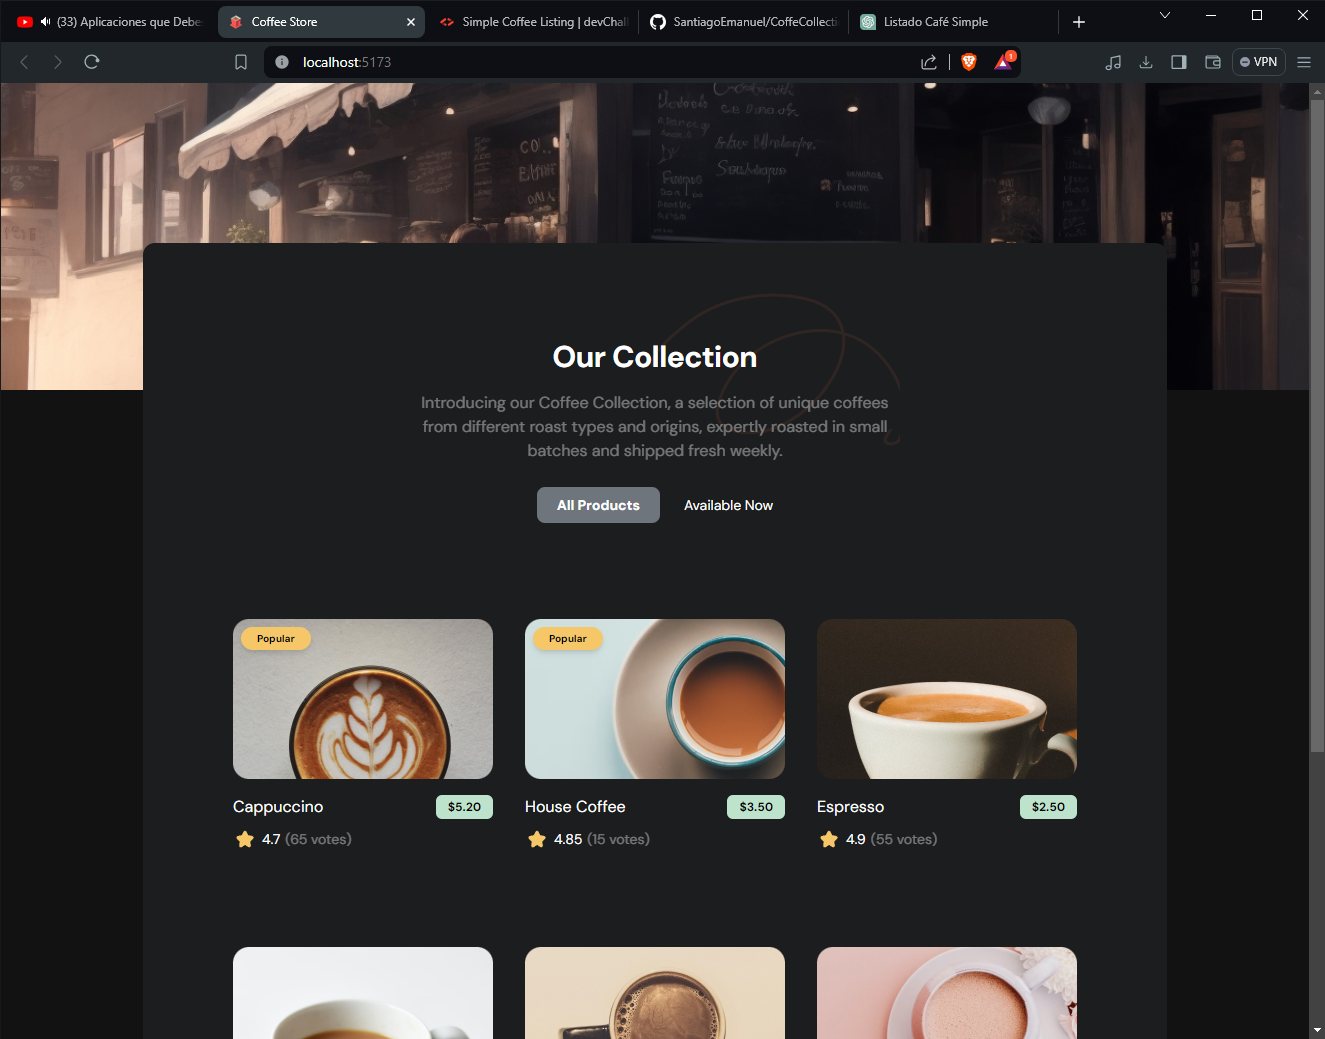 (33) Aplicaciones que Debe
Coffee Store
Simple Coffee Listing | devChall
SantiagoEmanuel/CoffeCollecti
Listado Café Simple
localhost:5173
1
VPN
Our Collection
Introducing our Coffee Collection, a selection of unique coffees
from different roast types and origins, expertly roasted in small
batches and shipped fresh weekly.
All Products
Available Now
Popular
Popular
Cappuccino
$5.20
House Coffee
$3.50
Espresso
$2.50
4.7 (65 votes)
4.85 (15 votes)
4.9 (55 votes)